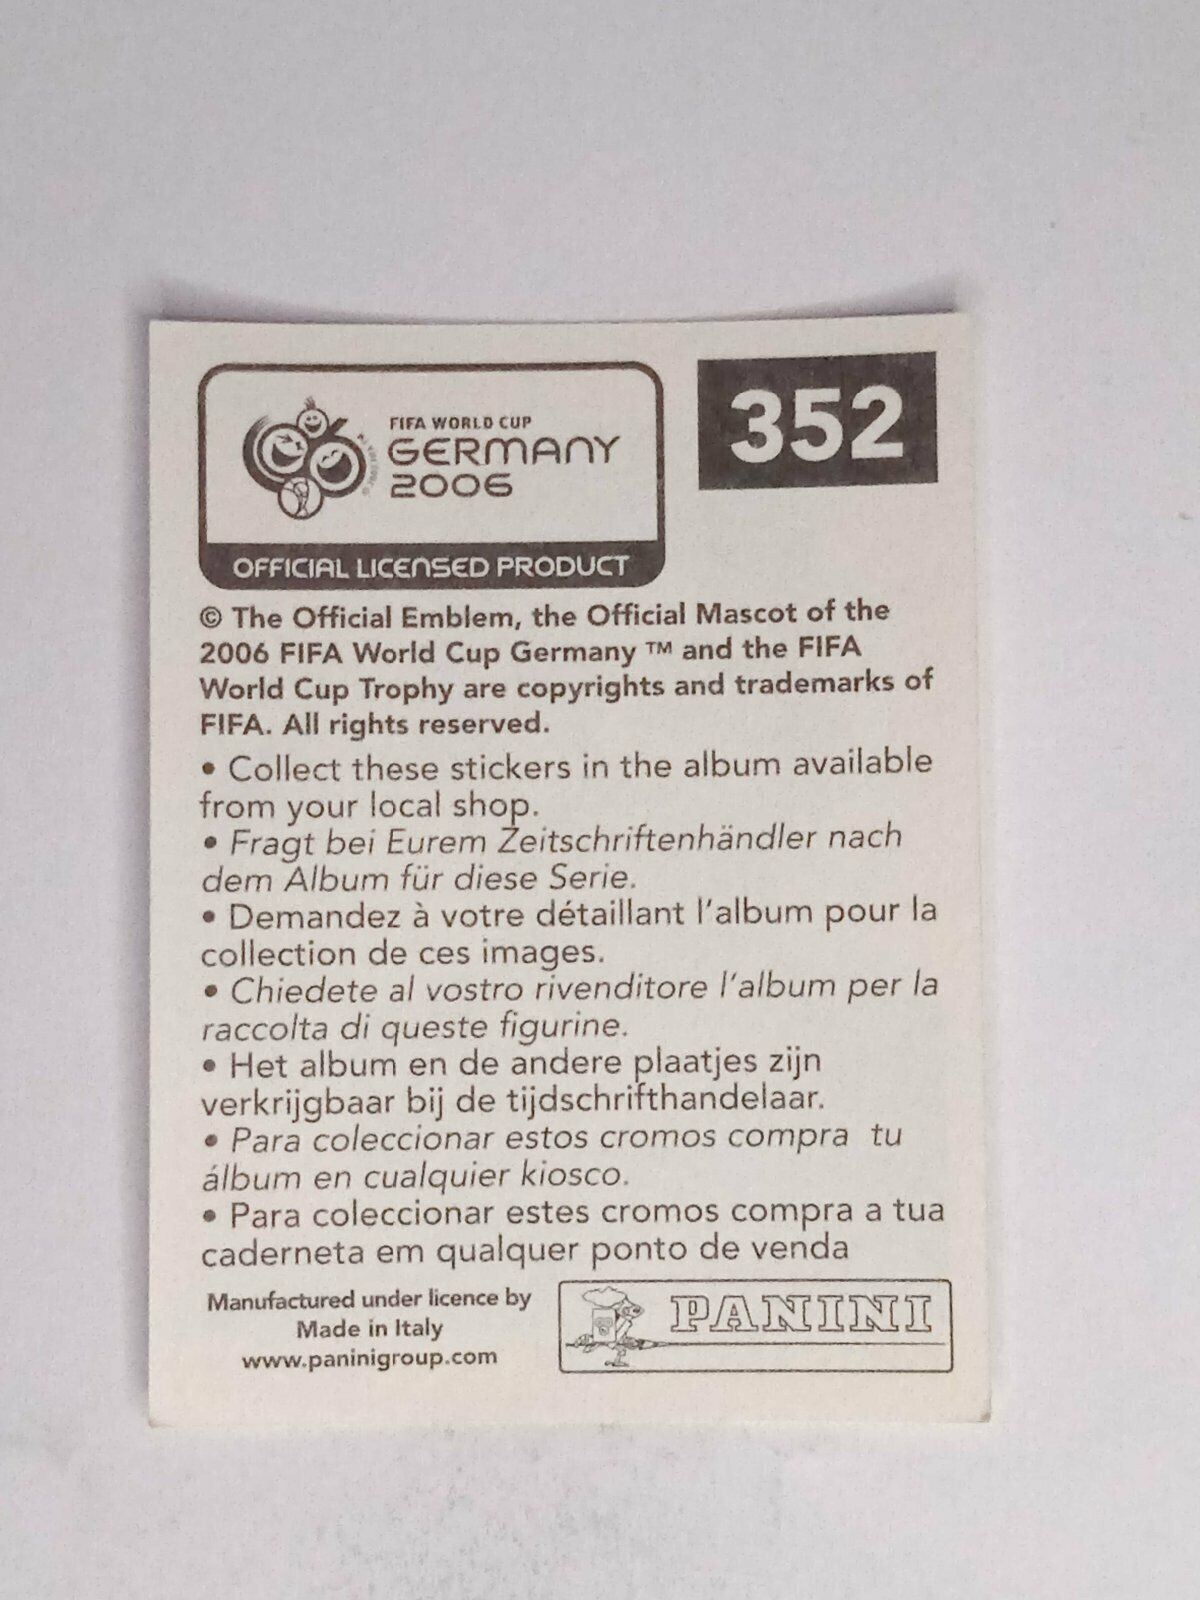 FIFA WORLD CUP
GERMANY
2006
352
OFFICIAL LICENSED PRODUCT
© The Official Emblem, the Official Mascot of the
2006 FIFA World Cup Germany ™ and the FIFA
World Cup Trophy are copyrights and trademarks of
FIFA. All rights reserved.
• Collect these stickers in the album available
from your local shop.
• Fragt bei Eurem Zeitschriftenhändler nach
dem Album für diese Serie.
• Demandez à votre détaillant l'album pour la
collection de ces images.
• Chiedete al vostro rivenditore l'album per la
raccolta di queste figurine.
• Het album en de andere plaatjes zijn
verkrijgbaar bij de tijdschrifthandelaar.
• Para coleccionar estos cromos compra tu
álbum en cualquier kiosco.
• Para coleccionar estes cromos compra a tua
caderneta em qualquer ponto de venda
Manufactured under licence by
Made in Italy
www.paninigroup.com
PANINI